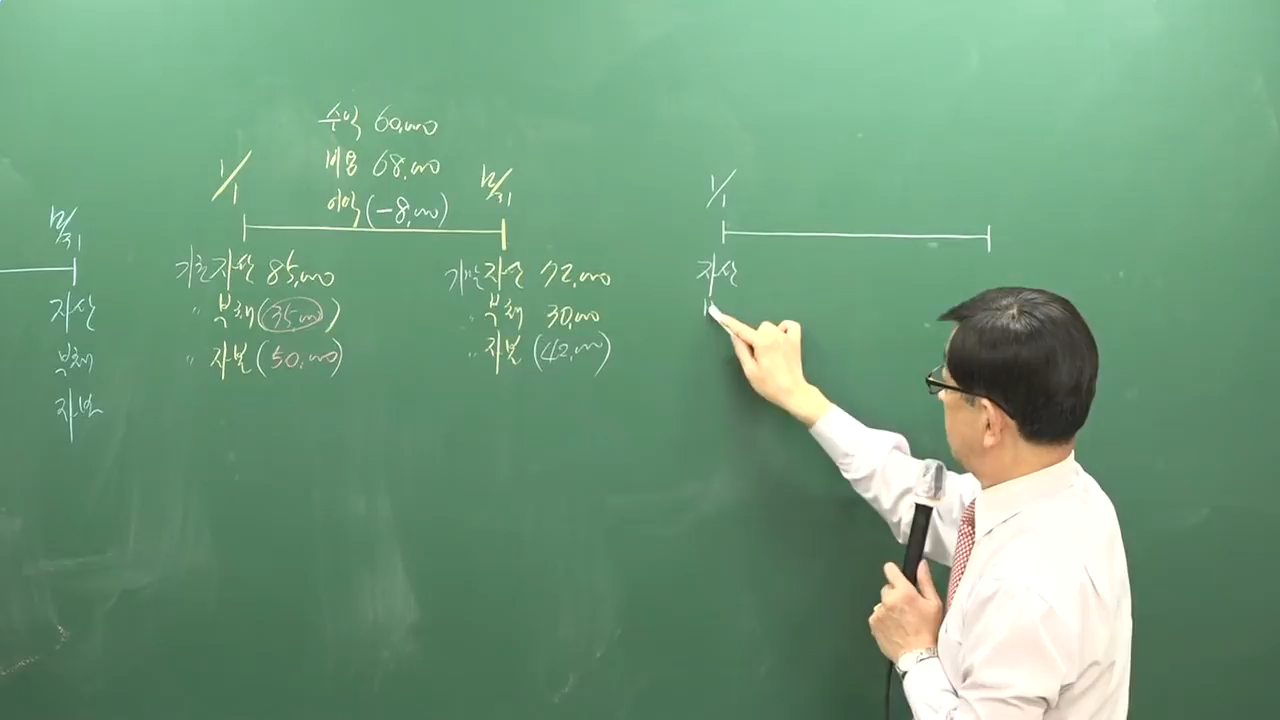 12/31
자산
부채
자본
수익 60,000
비용 68,000
이익 (-8,000)
1/1
12/31
기초자산 85,000
" 부채 (35,000)
" 자본 (50,000)
기말자산 72,000
" 부채 30,000
" 자본 (42,000)
1/1
자산